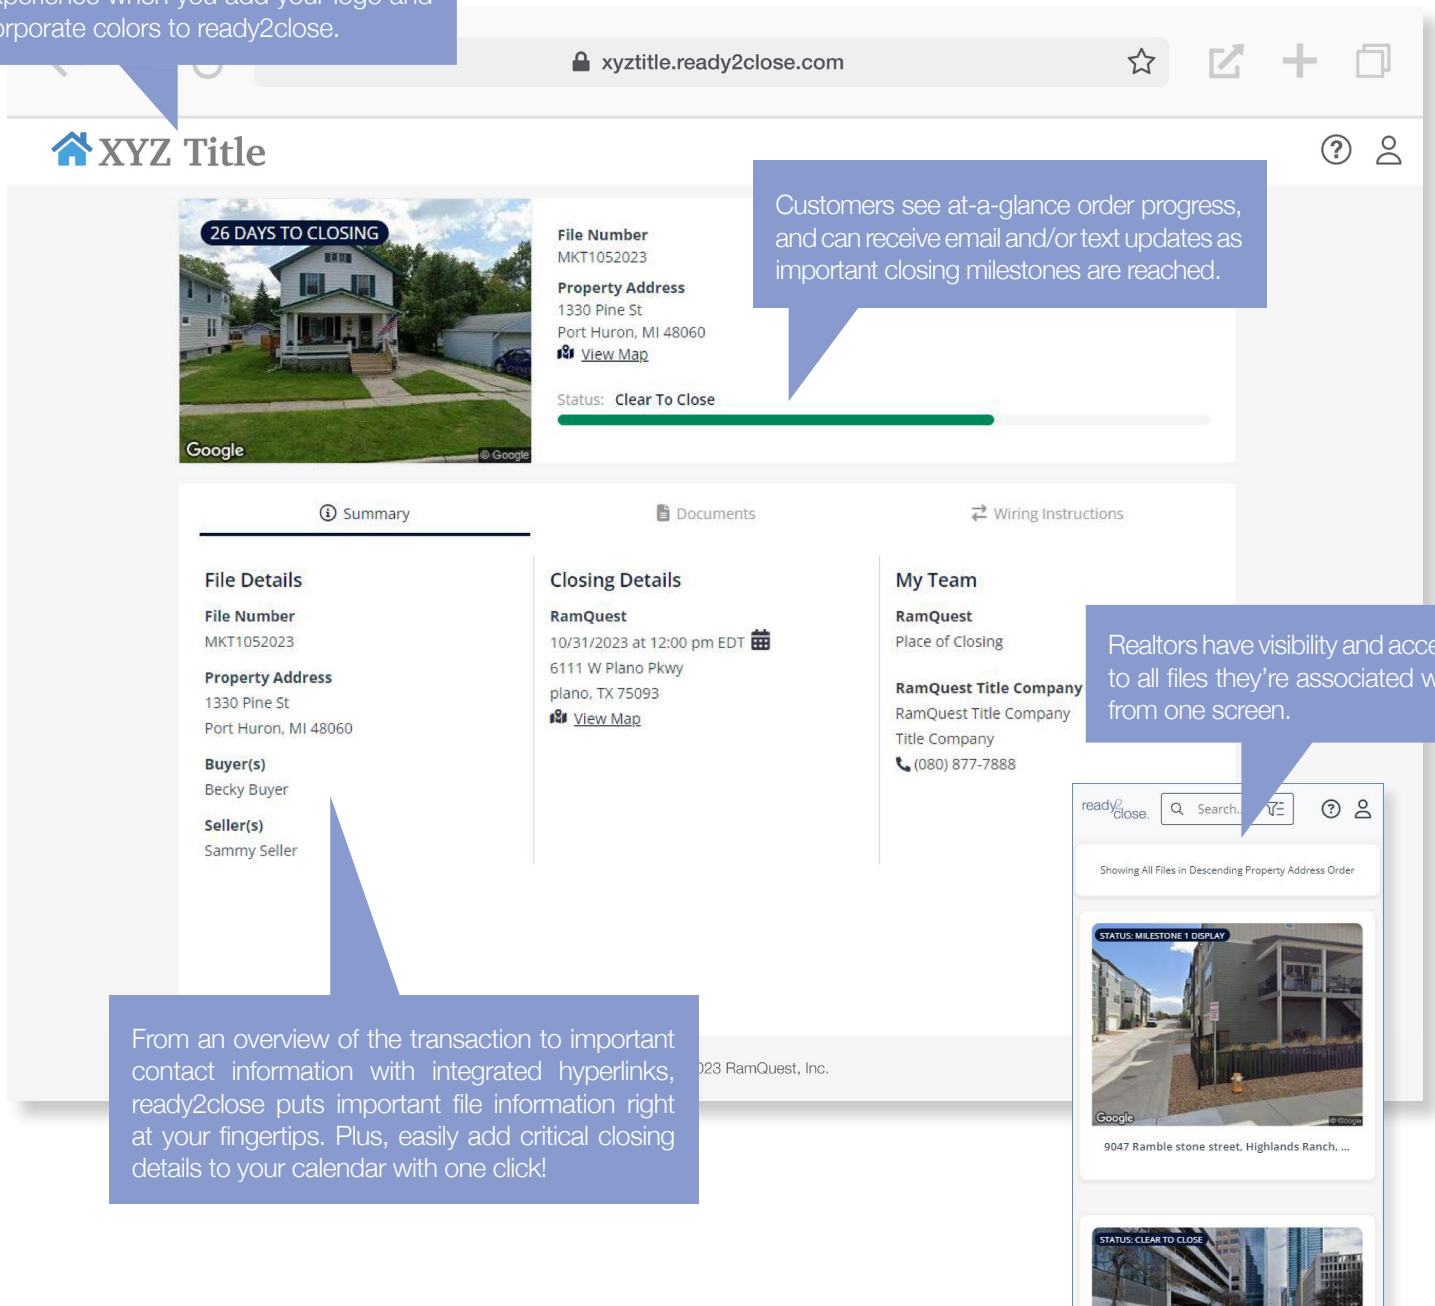 experience when you add your logo and
corporate colors to ready2close.
xyztitle.ready2close.com
XYZ Title
26 DAYS TO CLOSING
Google
© Google
File Number
MKT1052023
Property Address
1330 Pine St
Port Huron, MI 48060
View Map
Status: Clear To Close
Customers see at-a-glance order progress,
and can receive email and/or text updates as
important closing milestones are reached.
Summary
Documents
Wiring Instructions
File Details
File Number
MKT1052023
Property Address
1330 Pine St
Port Huron, MI 48060
Buyer(s)
Becky Buyer
Seller(s)
Sammy Seller
Closing Details
RamQuest
10/31/2023 at 12:00 pm EDT
6111 W Plano Pkwy
plano, TX 75093
View Map
My Team
RamQuest
Place of Closing
RamQuest Title Company
RamQuest Title Company
Title Company
(080) 877-7888
Realtors have visibility and
to all files they're associated
from one screen.
ready2close.
Search...
Showing All Files in Descending Property Address Order
STATUS: MILESTONE 1 DISPLAY
Google
© Google
9047 Ramble stone street, Highlands Ranch, ...
STATUS: CLEAR TO CLOSE
From an overview of the transaction to important
contact information with integrated hyperlinks,
ready2close puts important file information right
at your fingertips. Plus, easily add critical closing
details to your calendar with one click!
023 RamQuest, Inc.